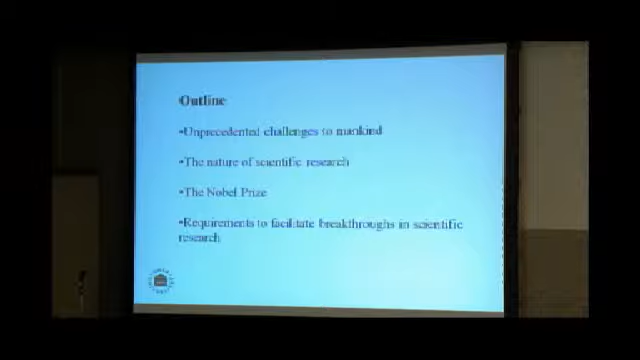 Outline
•Unprecedented challenges to mankind
•The nature of scientific research
•The Nobel Prize
•Requirements to facilitate breakthroughs in scientific
research